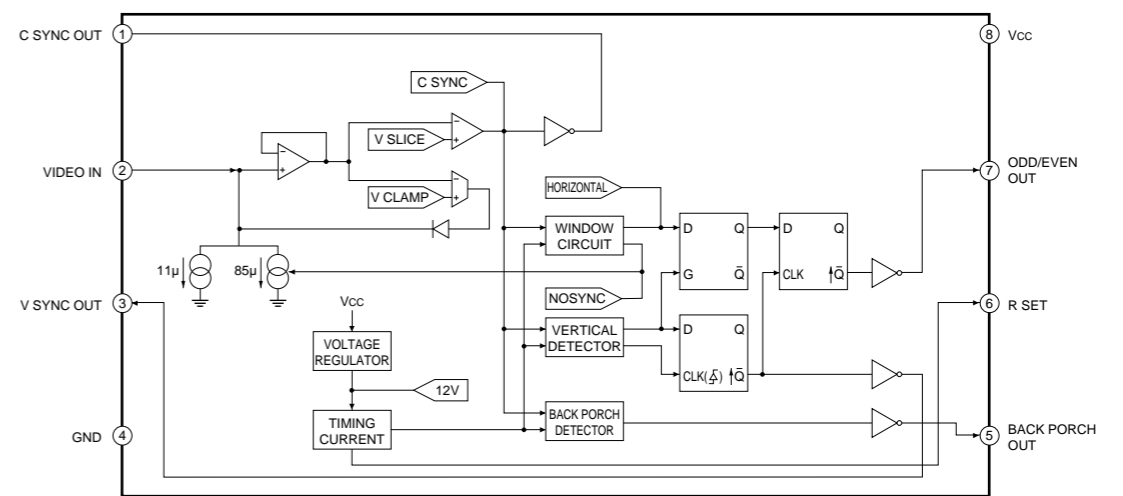 C SYNC OUT
1
8
VCC
C SYNC
V SLICE
−
+
−
+
VIDEO IN
2
V CLAMP
−
+
7
ODD/EVEN
OUT
HORIZONTAL
WINDOW
CIRCUIT
D
Q
G
Q̄
D
Q
CLK
Q̄
11μ
85μ
NOSYNC
V SYNC OUT
3
6
R SET
VCC
VOLTAGE
REGULATOR
VERTICAL
DETECTOR
D
Q
CLK( )
Q̄
12V
TIMING
CURRENT
BACK PORCH
DETECTOR
GND
4
5
BACK PORCH
OUT